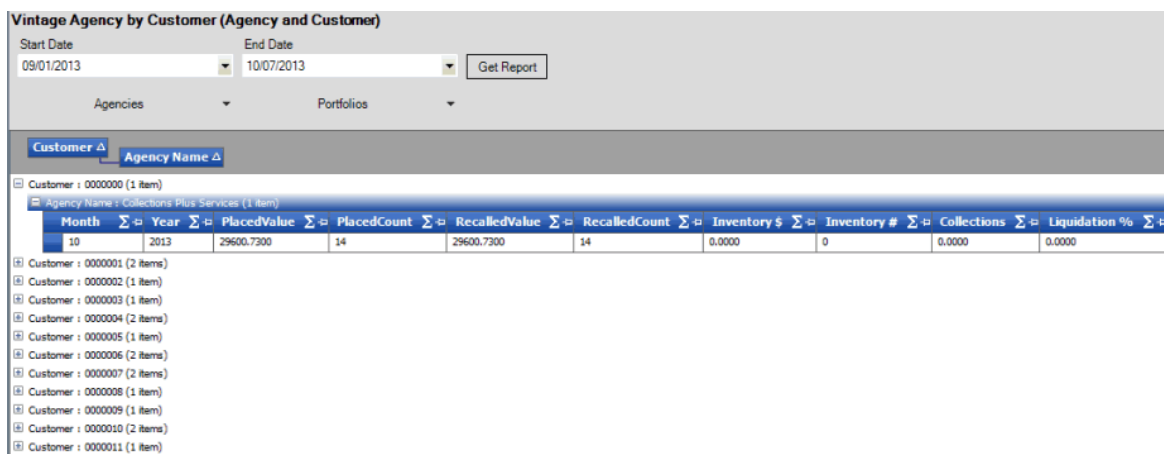 Vintage Agency by Customer (Agency and Customer)
Start Date End Date
09/01/2013 10/07/2013 Get Report
Agencies Portfolios
Customer
Agency Name
Customer : 0000000 (1 item)
Agency Name : Collections Plus Services (1 item)
Month Σ Year Σ PlacedValue Σ PlacedCount Σ RecalledValue Σ RecalledCount Σ Inventory $ Σ Inventory # Σ Collections Σ Liquidation % Σ
10 2013 29600.7300 14 29600.7300 14 0.0000 0 0.0000 0.0000
Customer : 0000001 (2 items)
Customer : 0000002 (1 item)
Customer : 0000003 (1 item)
Customer : 0000004 (2 items)
Customer : 0000005 (1 item)
Customer : 0000006 (2 items)
Customer : 0000007 (2 items)
Customer : 0000008 (1 item)
Customer : 0000009 (1 item)
Customer : 0000010 (2 items)
Customer : 0000011 (1 item)